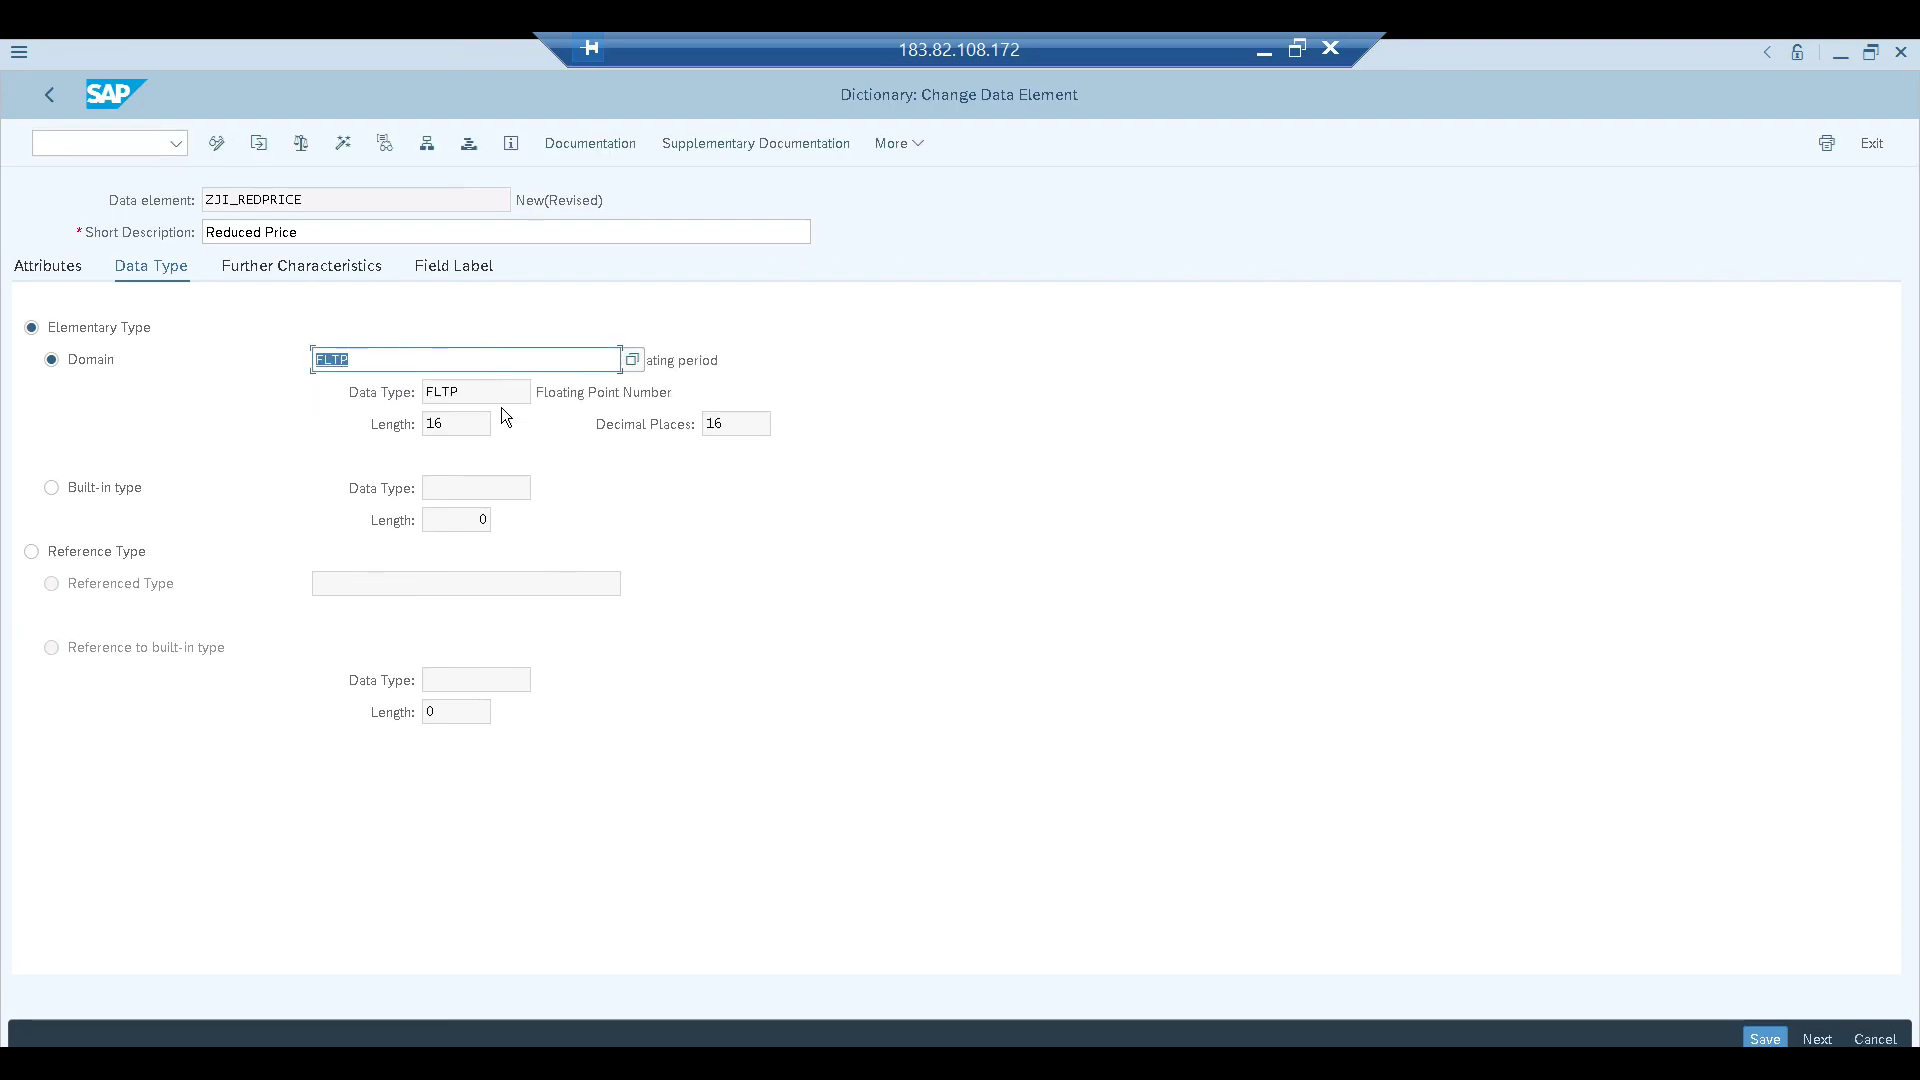 183.82.108.172
SAP
Dictionary: Change Data Element
Documentation
Supplementary Documentation
More
Exit
Data element: ZJI_REDPRICE New(Revised)
* Short Description: Reduced Price
Attributes
Data Type
Further Characteristics
Field Label
Elementary Type
Domain FLTP ating period
Data Type: FLTP Floating Point Number
Length: 16 Decimal Places: 16
Built-in type Data Type:
Length: 0
Reference Type
Referenced Type
Reference to built-in type
Data Type:
Length: 0
Save Next Cancel